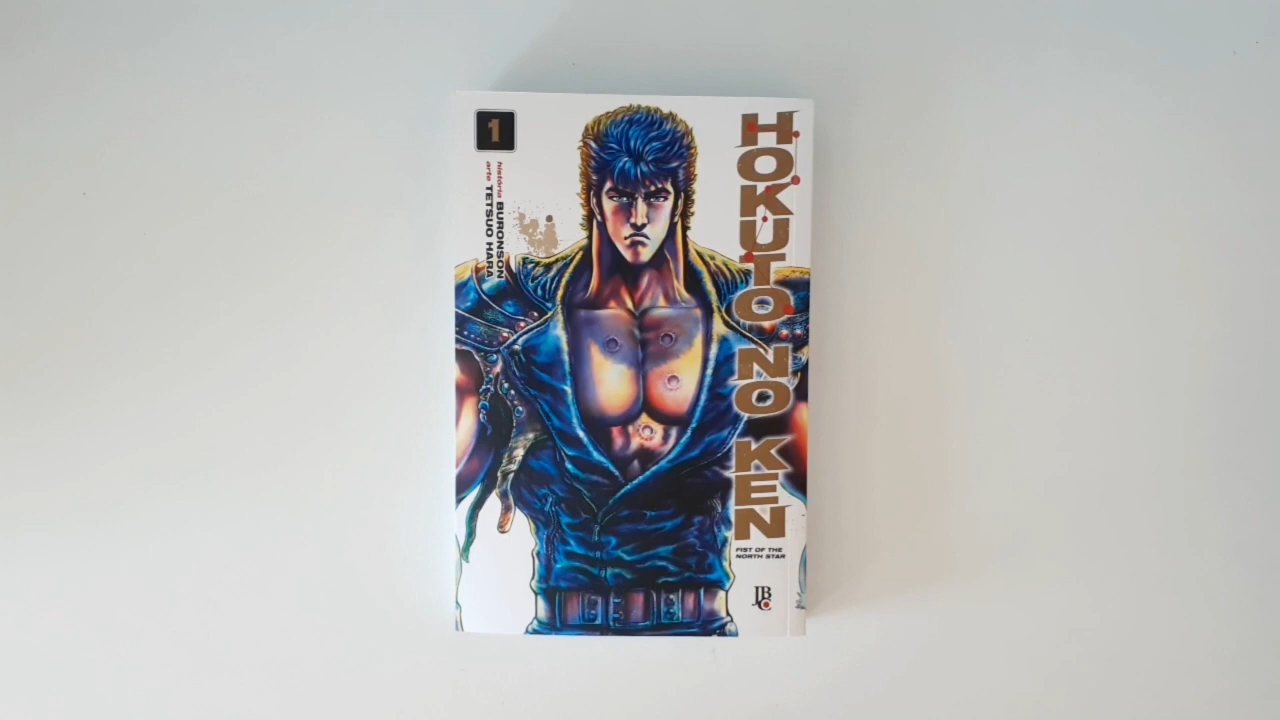 1
história BURONSON
arte TETSUO HARA
HOKUTO NO KEN
FIST OF THE
NORTH STAR
JBC